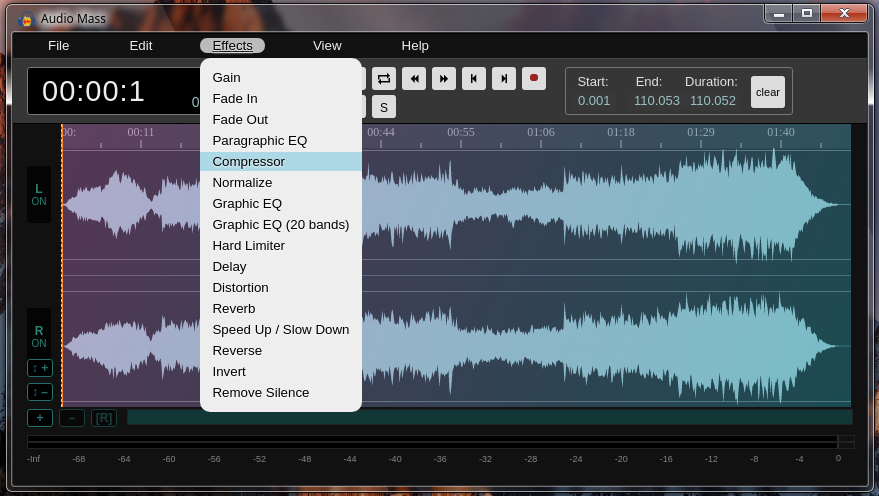 Audio Mass
File Edit Effects View Help
00:00:1
0
S
Start: End: Duration:
0.001 110.053 110.052
clear
Gain
Fade In
Fade Out
Paragraphic EQ
Compressor
Normalize
Graphic EQ
Graphic EQ (20 bands)
Hard Limiter
Delay
Distortion
Reverb
Speed Up / Slow Down
Reverse
Invert
Remove Silence
00: 00:11 00:44 00:55 01:06 01:18 01:29 01:40
L
ON
R
ON
↕ +
↕ –
+ – [R]
-Inf -68 -64 -60 -56 -52 -48 -44 -40 -36 -32 -28 -24 -20 -16 -12 -8 -4 0